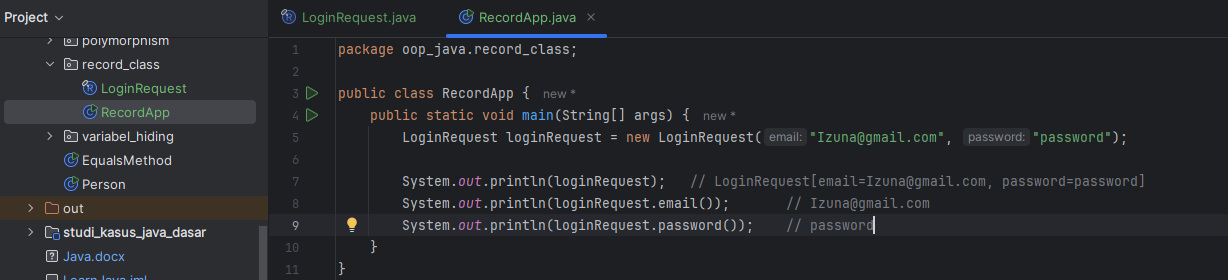 Project
LoginRequest.java
RecordApp.java
polymorphism
record_class
LoginRequest
RecordApp
variabel_hiding
EqualsMethod
Person
out
studi_kasus_java_dasar
Java.docx
LearnJava.iml
1 package oop_java.record_class;
2
3 public class RecordApp { new *
4 public static void main(String[] args) { new *
5 LoginRequest loginRequest = new LoginRequest( email: "Izuna@gmail.com", password: "password");
6
7 System.out.println(loginRequest); // LoginRequest[email=Izuna@gmail.com, password=password]
8 System.out.println(loginRequest.email()); // Izuna@gmail.com
9 System.out.println(loginRequest.password()); // password
10 }
11 }